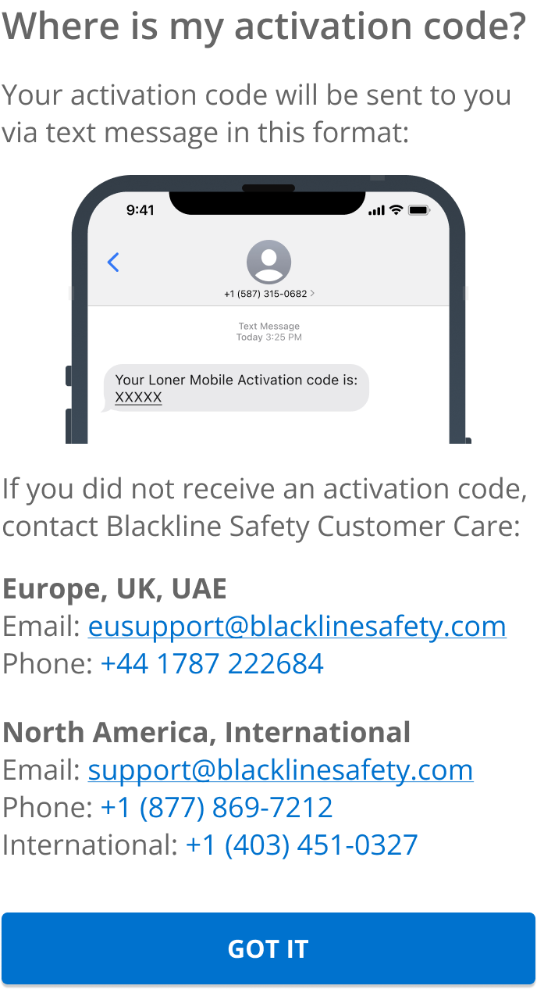 Where is my activation code?
Your activation code will be sent to you
via text message in this format:
9:41
+1 (587) 315-0682 >
Text Message
Today 3:25 PM
Your Loner Mobile Activation code is:
XXXXX
If you did not receive an activation code,
contact Blackline Safety Customer Care:
Europe, UK, UAE
Email: eusupport@blacklinesafety.com
Phone: +44 1787 222684
North America, International
Email: support@blacklinesafety.com
Phone: +1 (877) 869-7212
International: +1 (403) 451-0327
GOT IT